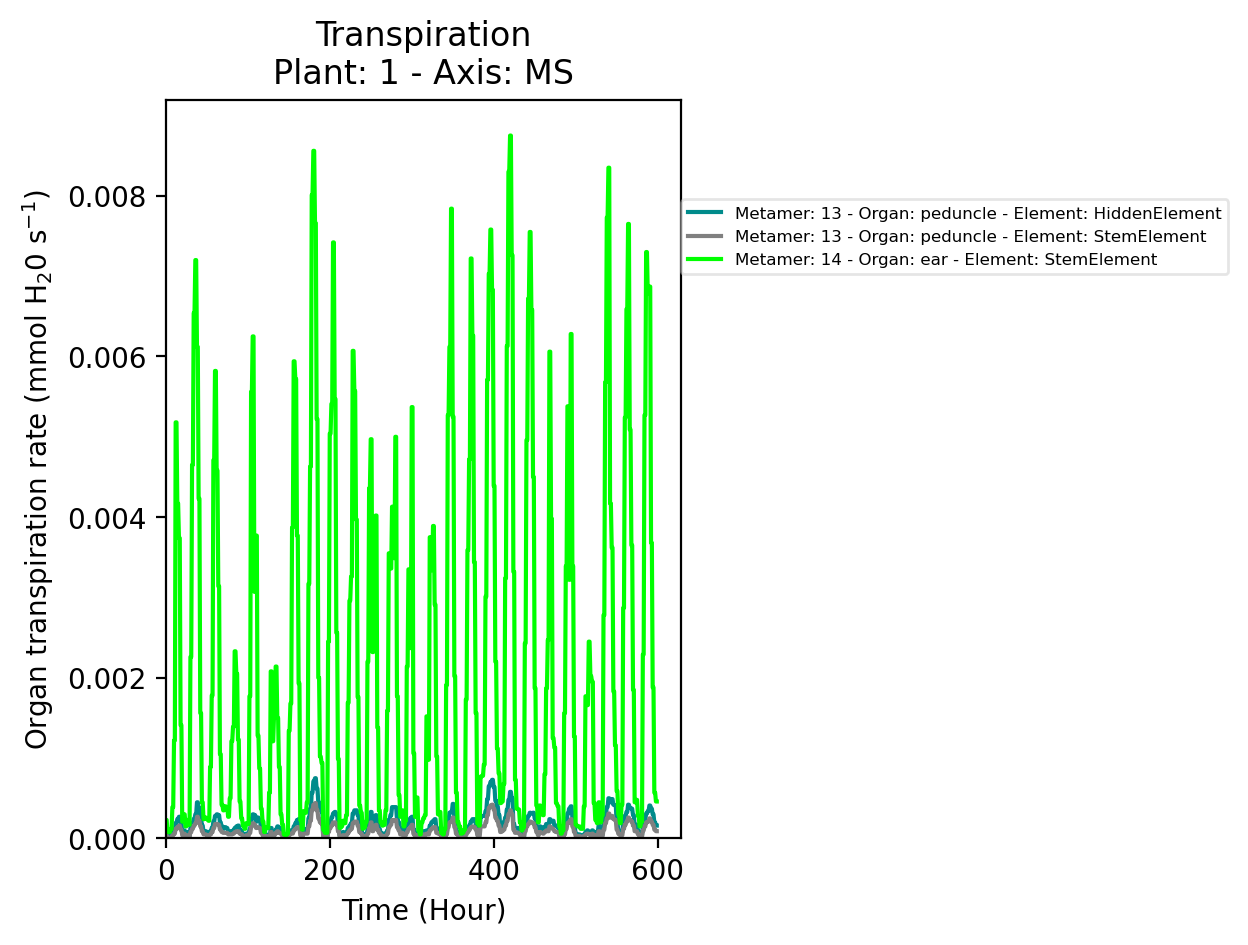 Transpiration
Plant: 1 - Axis: MS
Organ transpiration rate (mmol H₂0 s⁻¹)
0.008
0.006
0.004
0.002
0.000
0 200 400 600
Time (Hour)
Metamer: 13 - Organ: peduncle - Element: HiddenElement
Metamer: 13 - Organ: peduncle - Element: StemElement
Metamer: 14 - Organ: ear - Element: StemElement